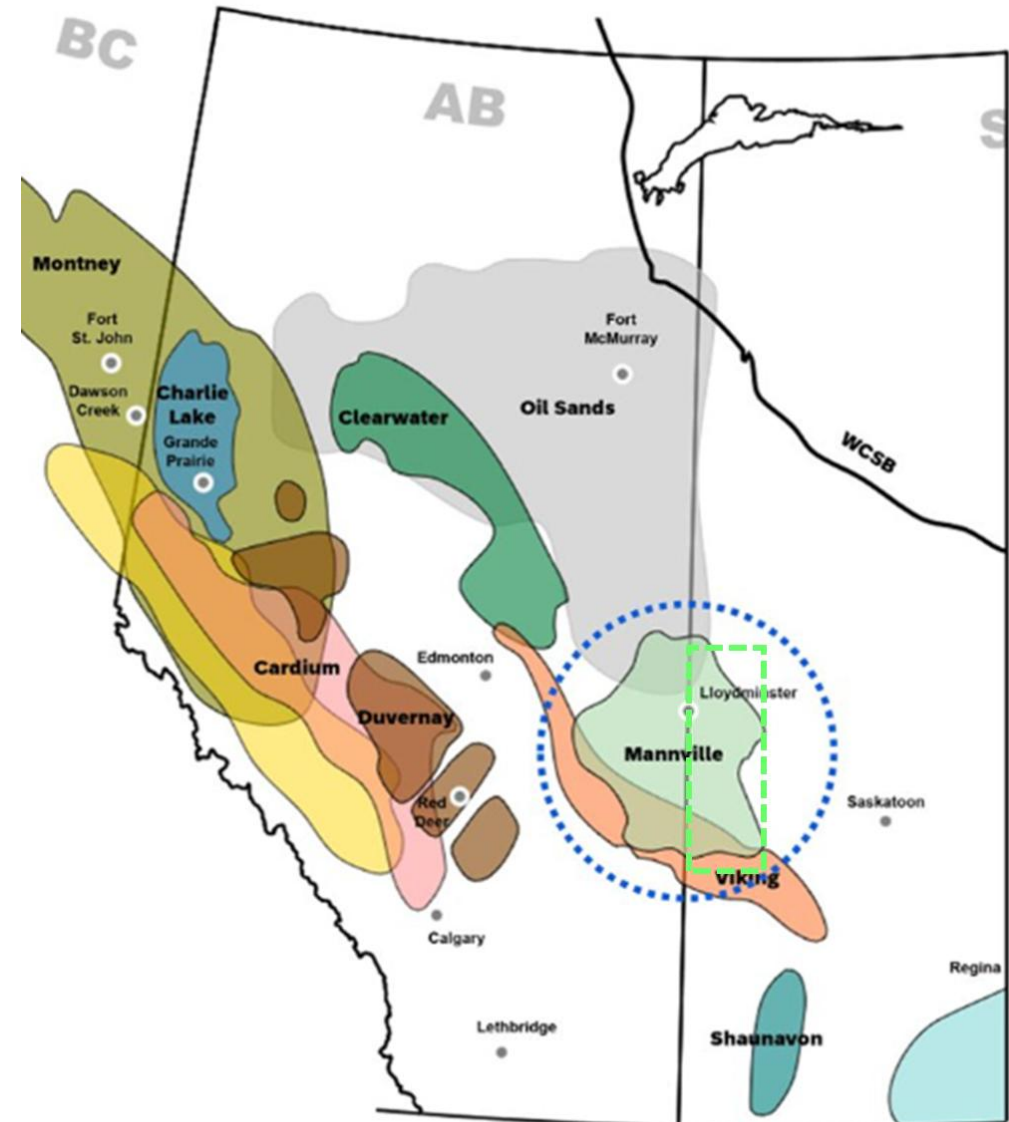 BC
AB
S
Montney
Fort
St. John
Fort
McMurray
Dawson
Creek
Charlie
Lake
Clearwater
Oil Sands
Grande
Prairie
WCSB
Edmonton
Cardium
Lloydminster
Duvernay
Mannville
Red
Deer
Saskatoon
Viking
Calgary
Regina
Lethbridge
Shaunavon